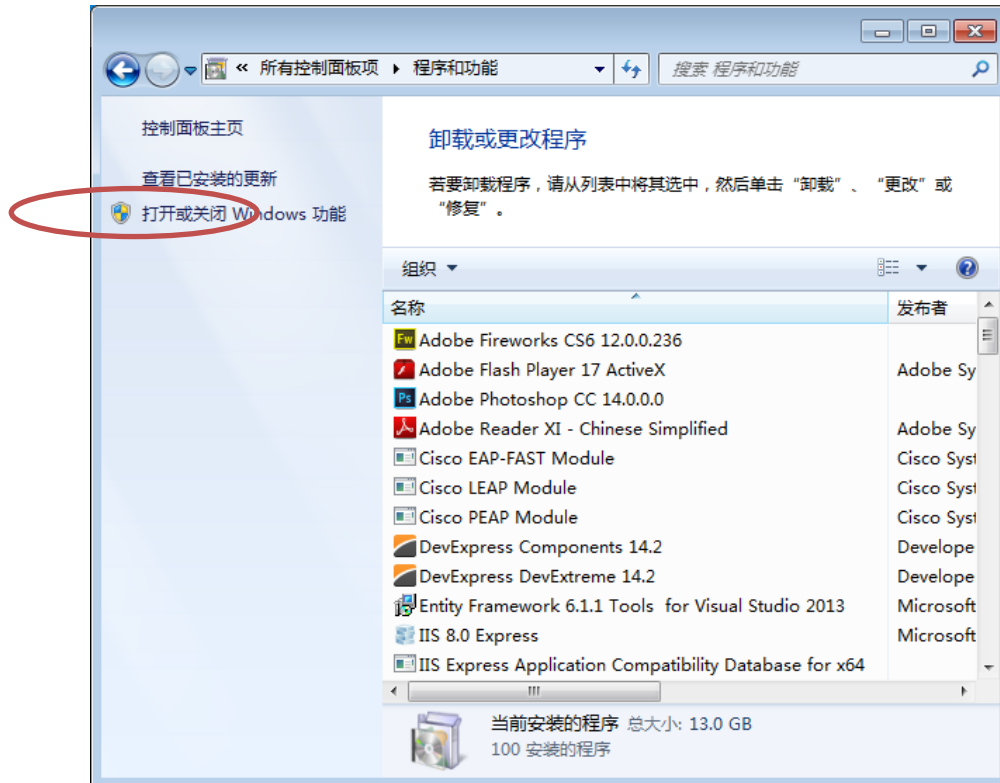 « 所有控制面板项 ▸ 程序和功能
搜索 程序和功能
控制面板主页
查看已安装的更新
打开或关闭 Windows 功能
卸载或更改程序
若要卸载程序，请从列表中将其选中，然后单击“卸载”、“更改”或
“修复”。
组织
名称 发布者
Adobe Fireworks CS6 12.0.0.236
Adobe Flash Player 17 ActiveX Adobe Sy
Adobe Photoshop CC 14.0.0.0
Adobe Reader XI - Chinese Simplified Adobe Sy
Cisco EAP-FAST Module Cisco Syst
Cisco LEAP Module Cisco Syst
Cisco PEAP Module Cisco Syst
DevExpress Components 14.2 Develope
DevExpress DevExtreme 14.2 Develope
Entity Framework 6.1.1 Tools for Visual Studio 2013 Microsoft
IIS 8.0 Express Microsoft
IIS Express Application Compatibility Database for x64
当前安装的程序 总大小: 13.0 GB
100 安装的程序